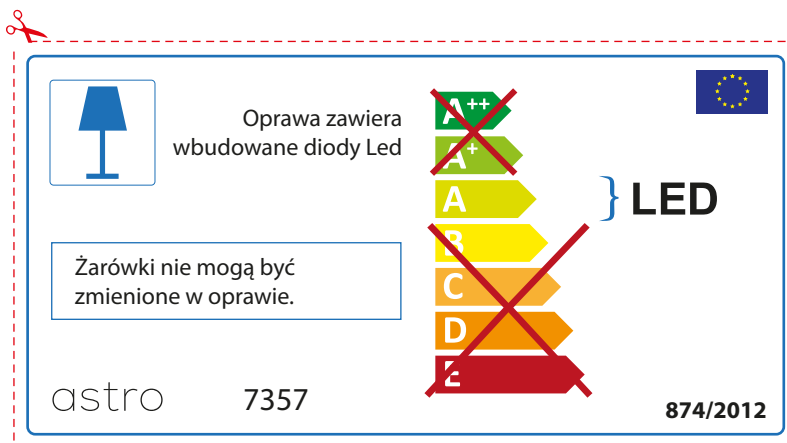 Oprawa zawiera
wbudowane diody Led
A++
A+
A
B
C
D
E
LED
Żarówki nie mogą być
zmienione w oprawie.
astro
7357
874/2012